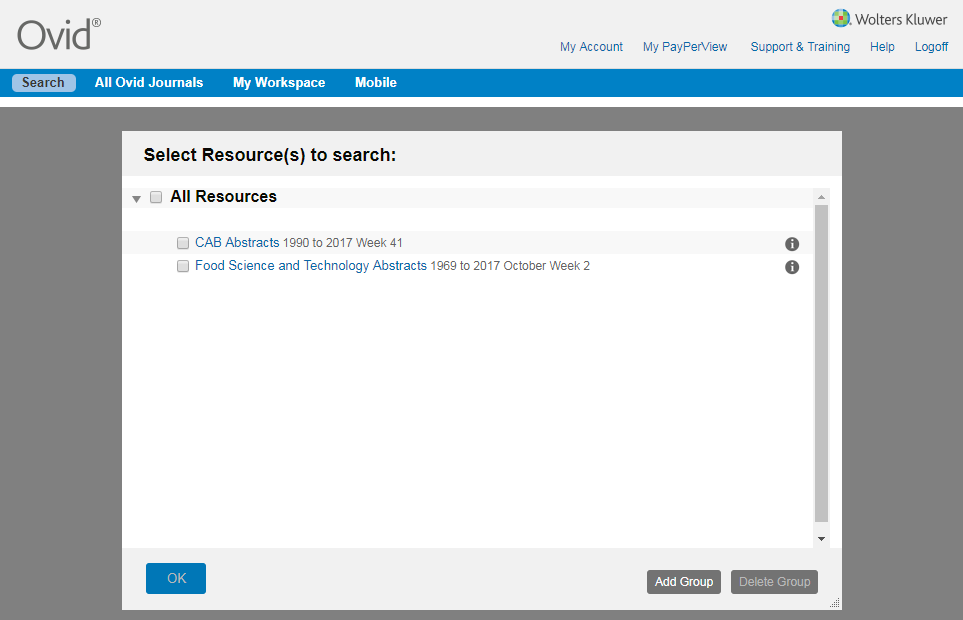 Ovid®
Wolters Kluwer
My Account My PayPerView Support & Training Help Logoff
Search All Ovid Journals My Workspace Mobile
Select Resource(s) to search:
All Resources
CAB Abstracts 1990 to 2017 Week 41
Food Science and Technology Abstracts 1969 to 2017 October Week 2
OK Add Group Delete Group